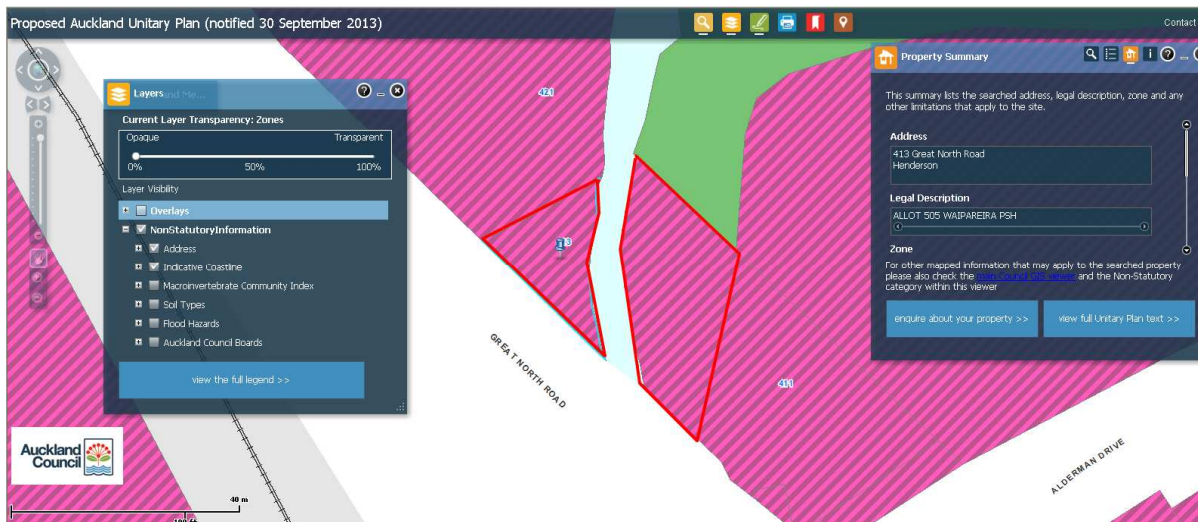 Proposed Auckland Unitary Plan (notified 30 September 2013)
Contact
Layers
Current Layer Transparency: Zones
Opaque Transparent
0% 50% 100%
Layer Visibility
Overlays
NonStatutoryInformation
Address
Indicative Coastline
Macroinvertebrate Community Index
Soil Types
Flood Hazards
Auckland Council Boards
view the full legend >>
421
GREAT NORTH ROAD
411
ALDERMAN DRIVE
Property Summary
This summary lists the searched address, legal description, zone and any
other limitations that apply to the site.
Address
413 Great North Road
Henderson
Legal Description
ALLOT 505 WAIPAREIRA PSH
Zone
For other mapped information that may apply to the searched property
please also check the main Council GIS viewer and the Non-Statutory
category within this viewer
enquire about your property >>
view full Unitary Plan text >>
Auckland
Council
40 m